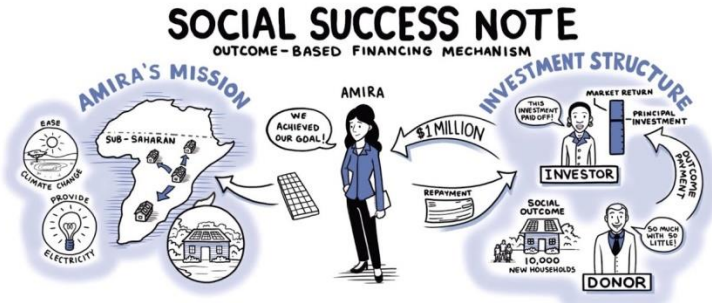 SOCIAL SUCCESS NOTE
OUTCOME-BASED FINANCING MECHANISM
AMIRA'S MISSION
EASE
CLIMATE CHANGE
PROVIDE
ELECTRICITY
SUB-SAHARAN
AMIRA
WE
ACHIEVED
OUR GOAL!
$1 MILLION
REPAYMENT
INVESTMENT STRUCTURE
THIS
INVESTMENT
PAID OFF!
MARKET RETURN
PRINCIPAL
INVESTMENT
INVESTOR
OUTCOME
PAYMENT
SOCIAL
OUTCOME
10,000
NEW HOUSEHOLDS
SO MUCH
WITH SO
LITTLE!
DONOR